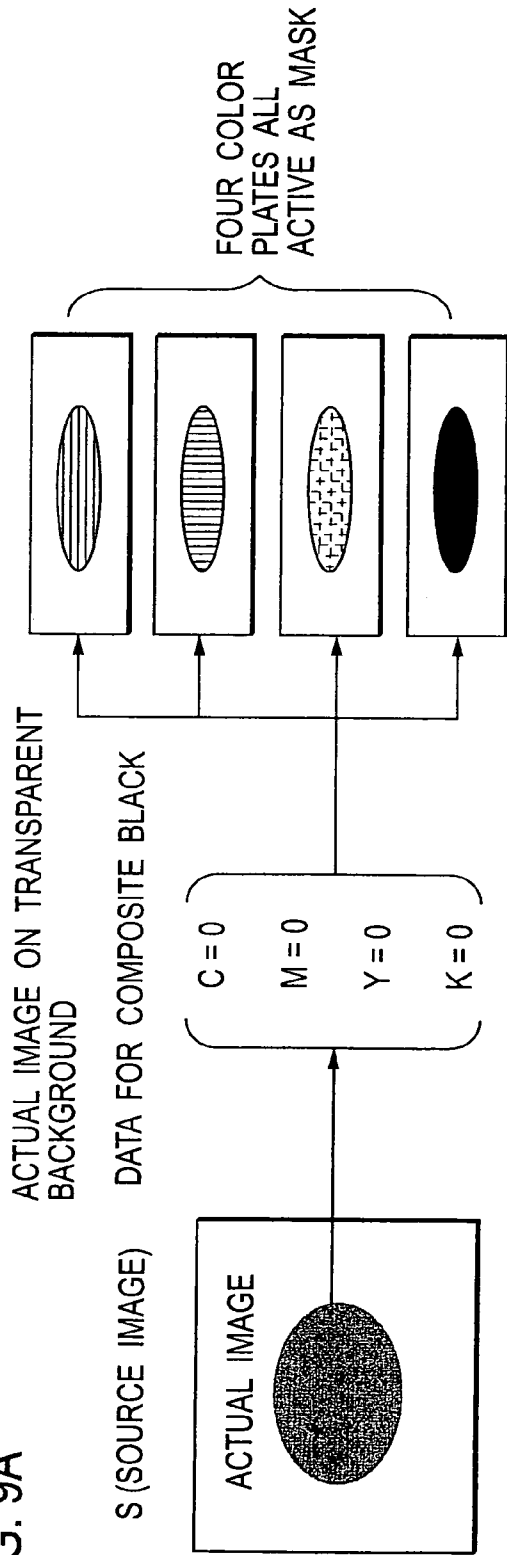 G. 9A
ACTUAL IMAGE ON TRANSPARENT
BACKGROUND
S (SOURCE IMAGE)
DATA FOR COMPOSITE BLACK
ACTUAL IMAGE
C = 0
M = 0
Y = 0
K = 0
FOUR COLOR
PLATES ALL
ACTIVE AS MASK